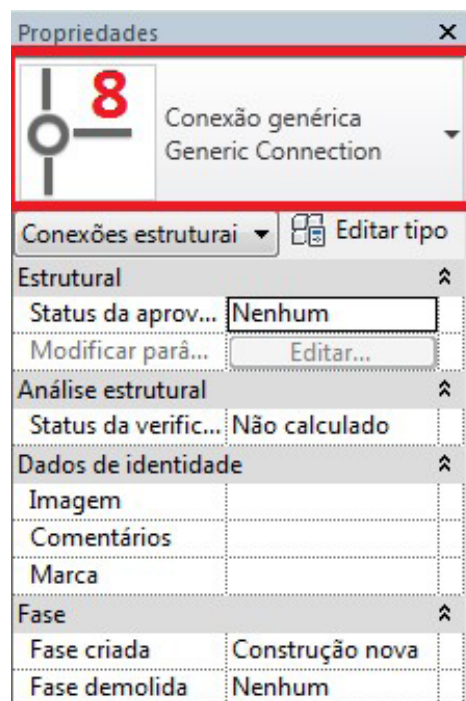 Propriedades
8
Conexão genérica
Generic Connection
Conexões estruturai
Editar tipo
Estrutural
Status da aprov... Nenhum
Modificar parâ... Editar...
Análise estrutural
Status da verific... Não calculado
Dados de identidade
Imagem
Comentários
Marca
Fase
Fase criada Construção nova
Fase demolida Nenhum